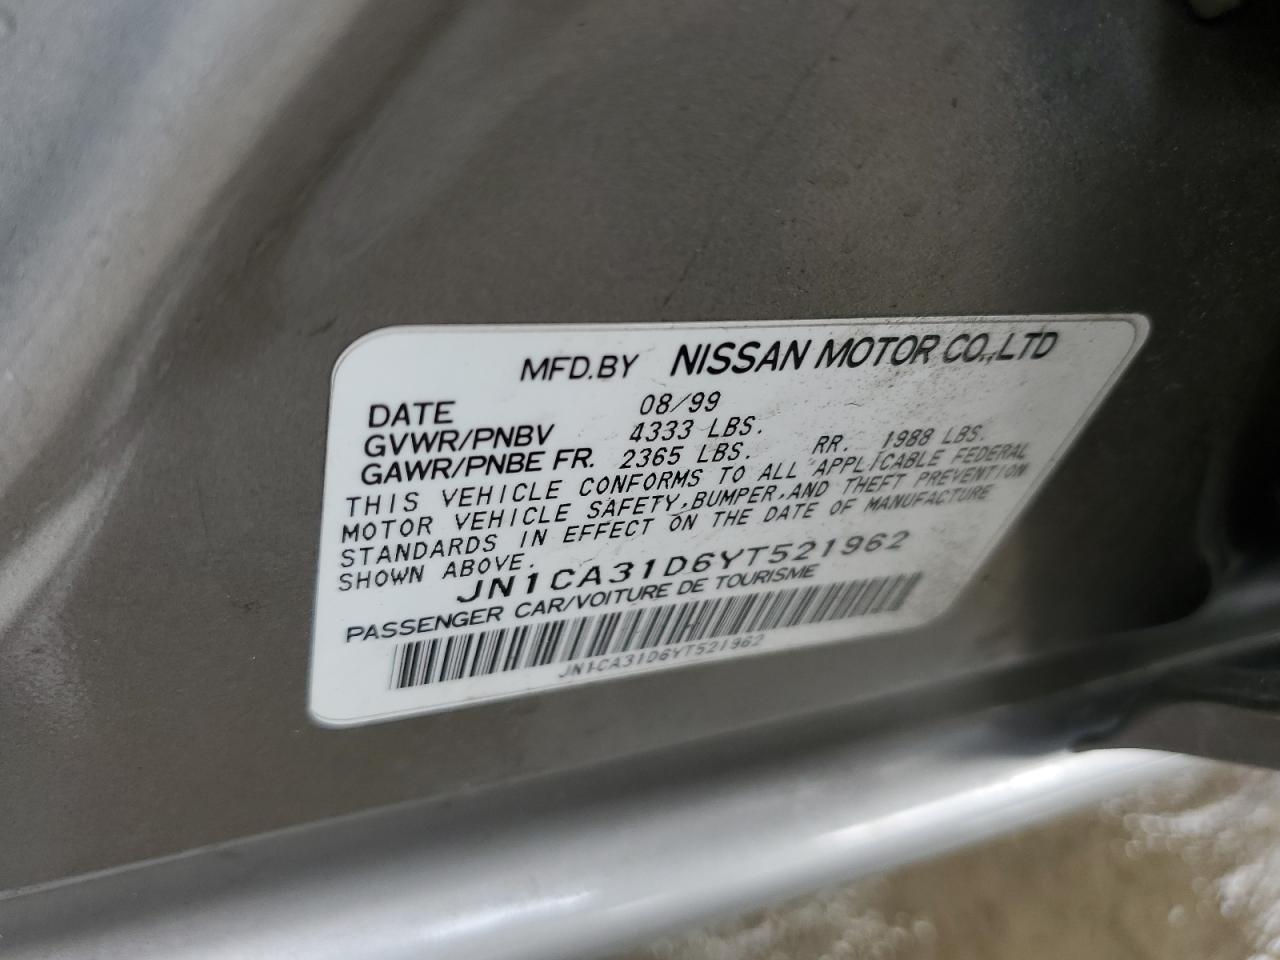 MFD.BY NISSAN MOTOR CO.,LTD
DATE 08/99
GVWR/PNBV 4333 LBS.
GAWR/PNBE FR. 2365 LBS. RR. 1988 LBS.
THIS VEHICLE CONFORMS TO ALL APPLICABLE FEDERAL
MOTOR VEHICLE SAFETY,BUMPER,AND THEFT PREVENTION
STANDARDS IN EFFECT ON THE DATE OF MANUFACTURE
SHOWN ABOVE.
JN1CA31D6YT521962
PASSENGER CAR/VOITURE DE TOURISME
JN1CA31D6YT521962